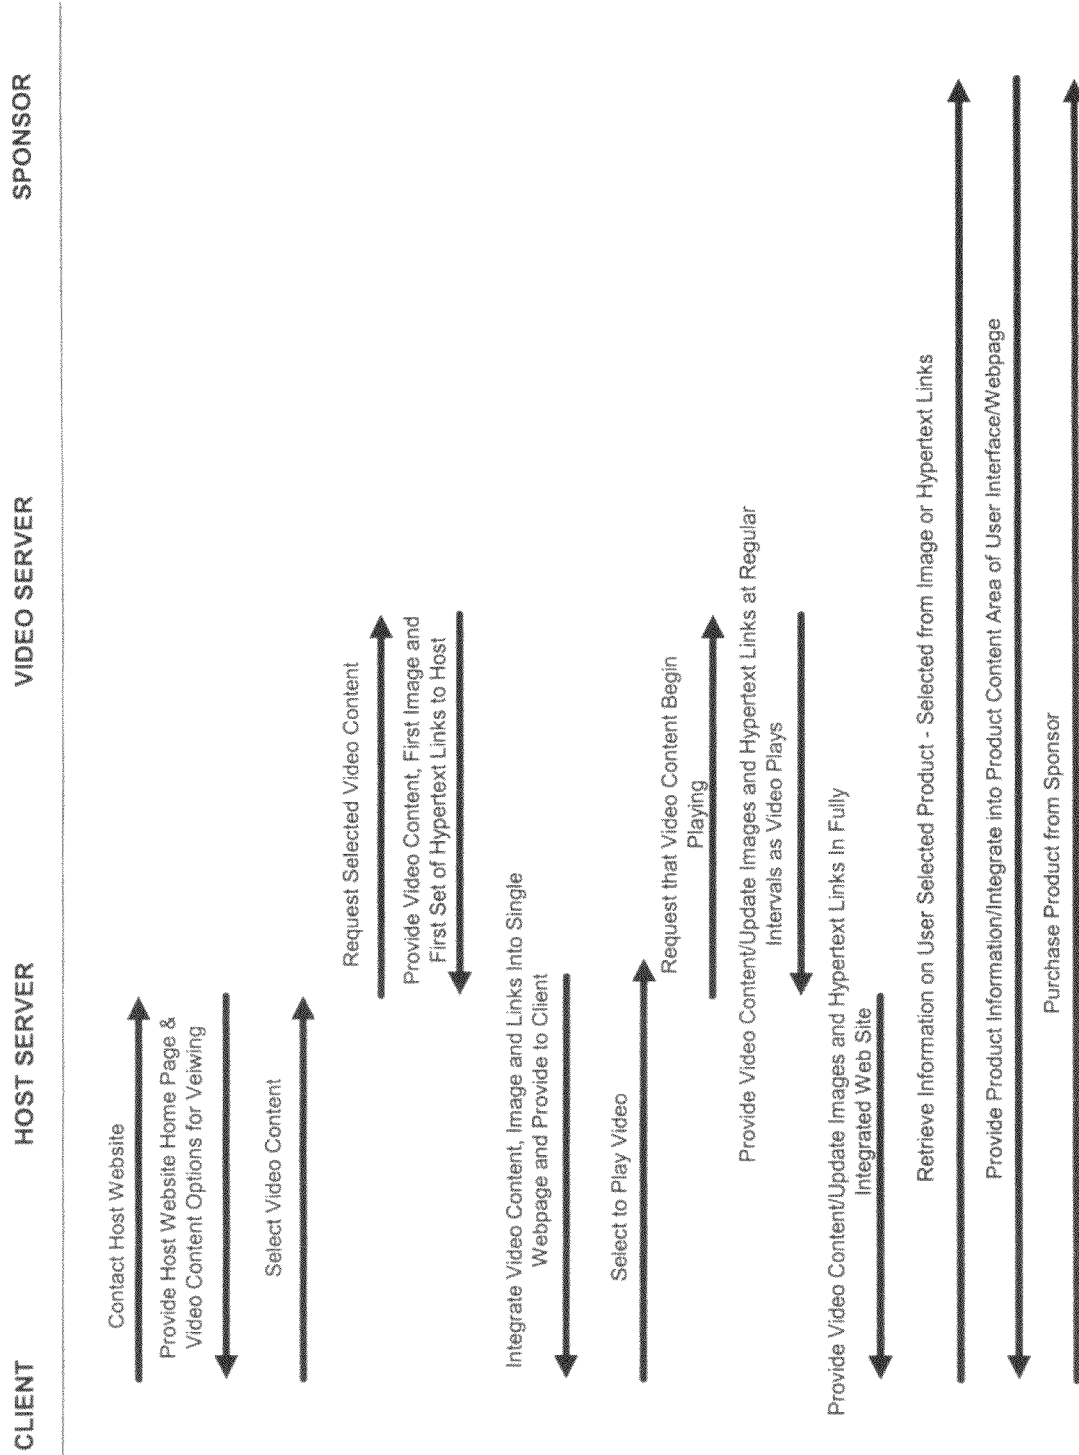 CLIENT
HOST SERVER
VIDEO SERVER
SPONSOR
Contact Host Website
Provide Host Website Home Page &
Video Content Options for Veiwing
Select Video Content
Request Selected Video Content
Provide Video Content, First Image and
First Set of Hypertext Links to Host
Integrate Video Content, Image and Links Into Single
Webpage and Provide to Client
Select to Play Video
Request that Video Content Begin
Playing
Provide Video Content/Update Images and Hypertext Links at Regular
Intervals as Video Plays
Provide Video Content/Update Images and Hypertext Links In Fully
Integrated Web Site
Retrieve Information on User Selected Product - Selected from Image or Hypertext Links
Provide Product Information/Integrate into Product Content Area of User Interface/Webpage
Purchase Product from Sponsor